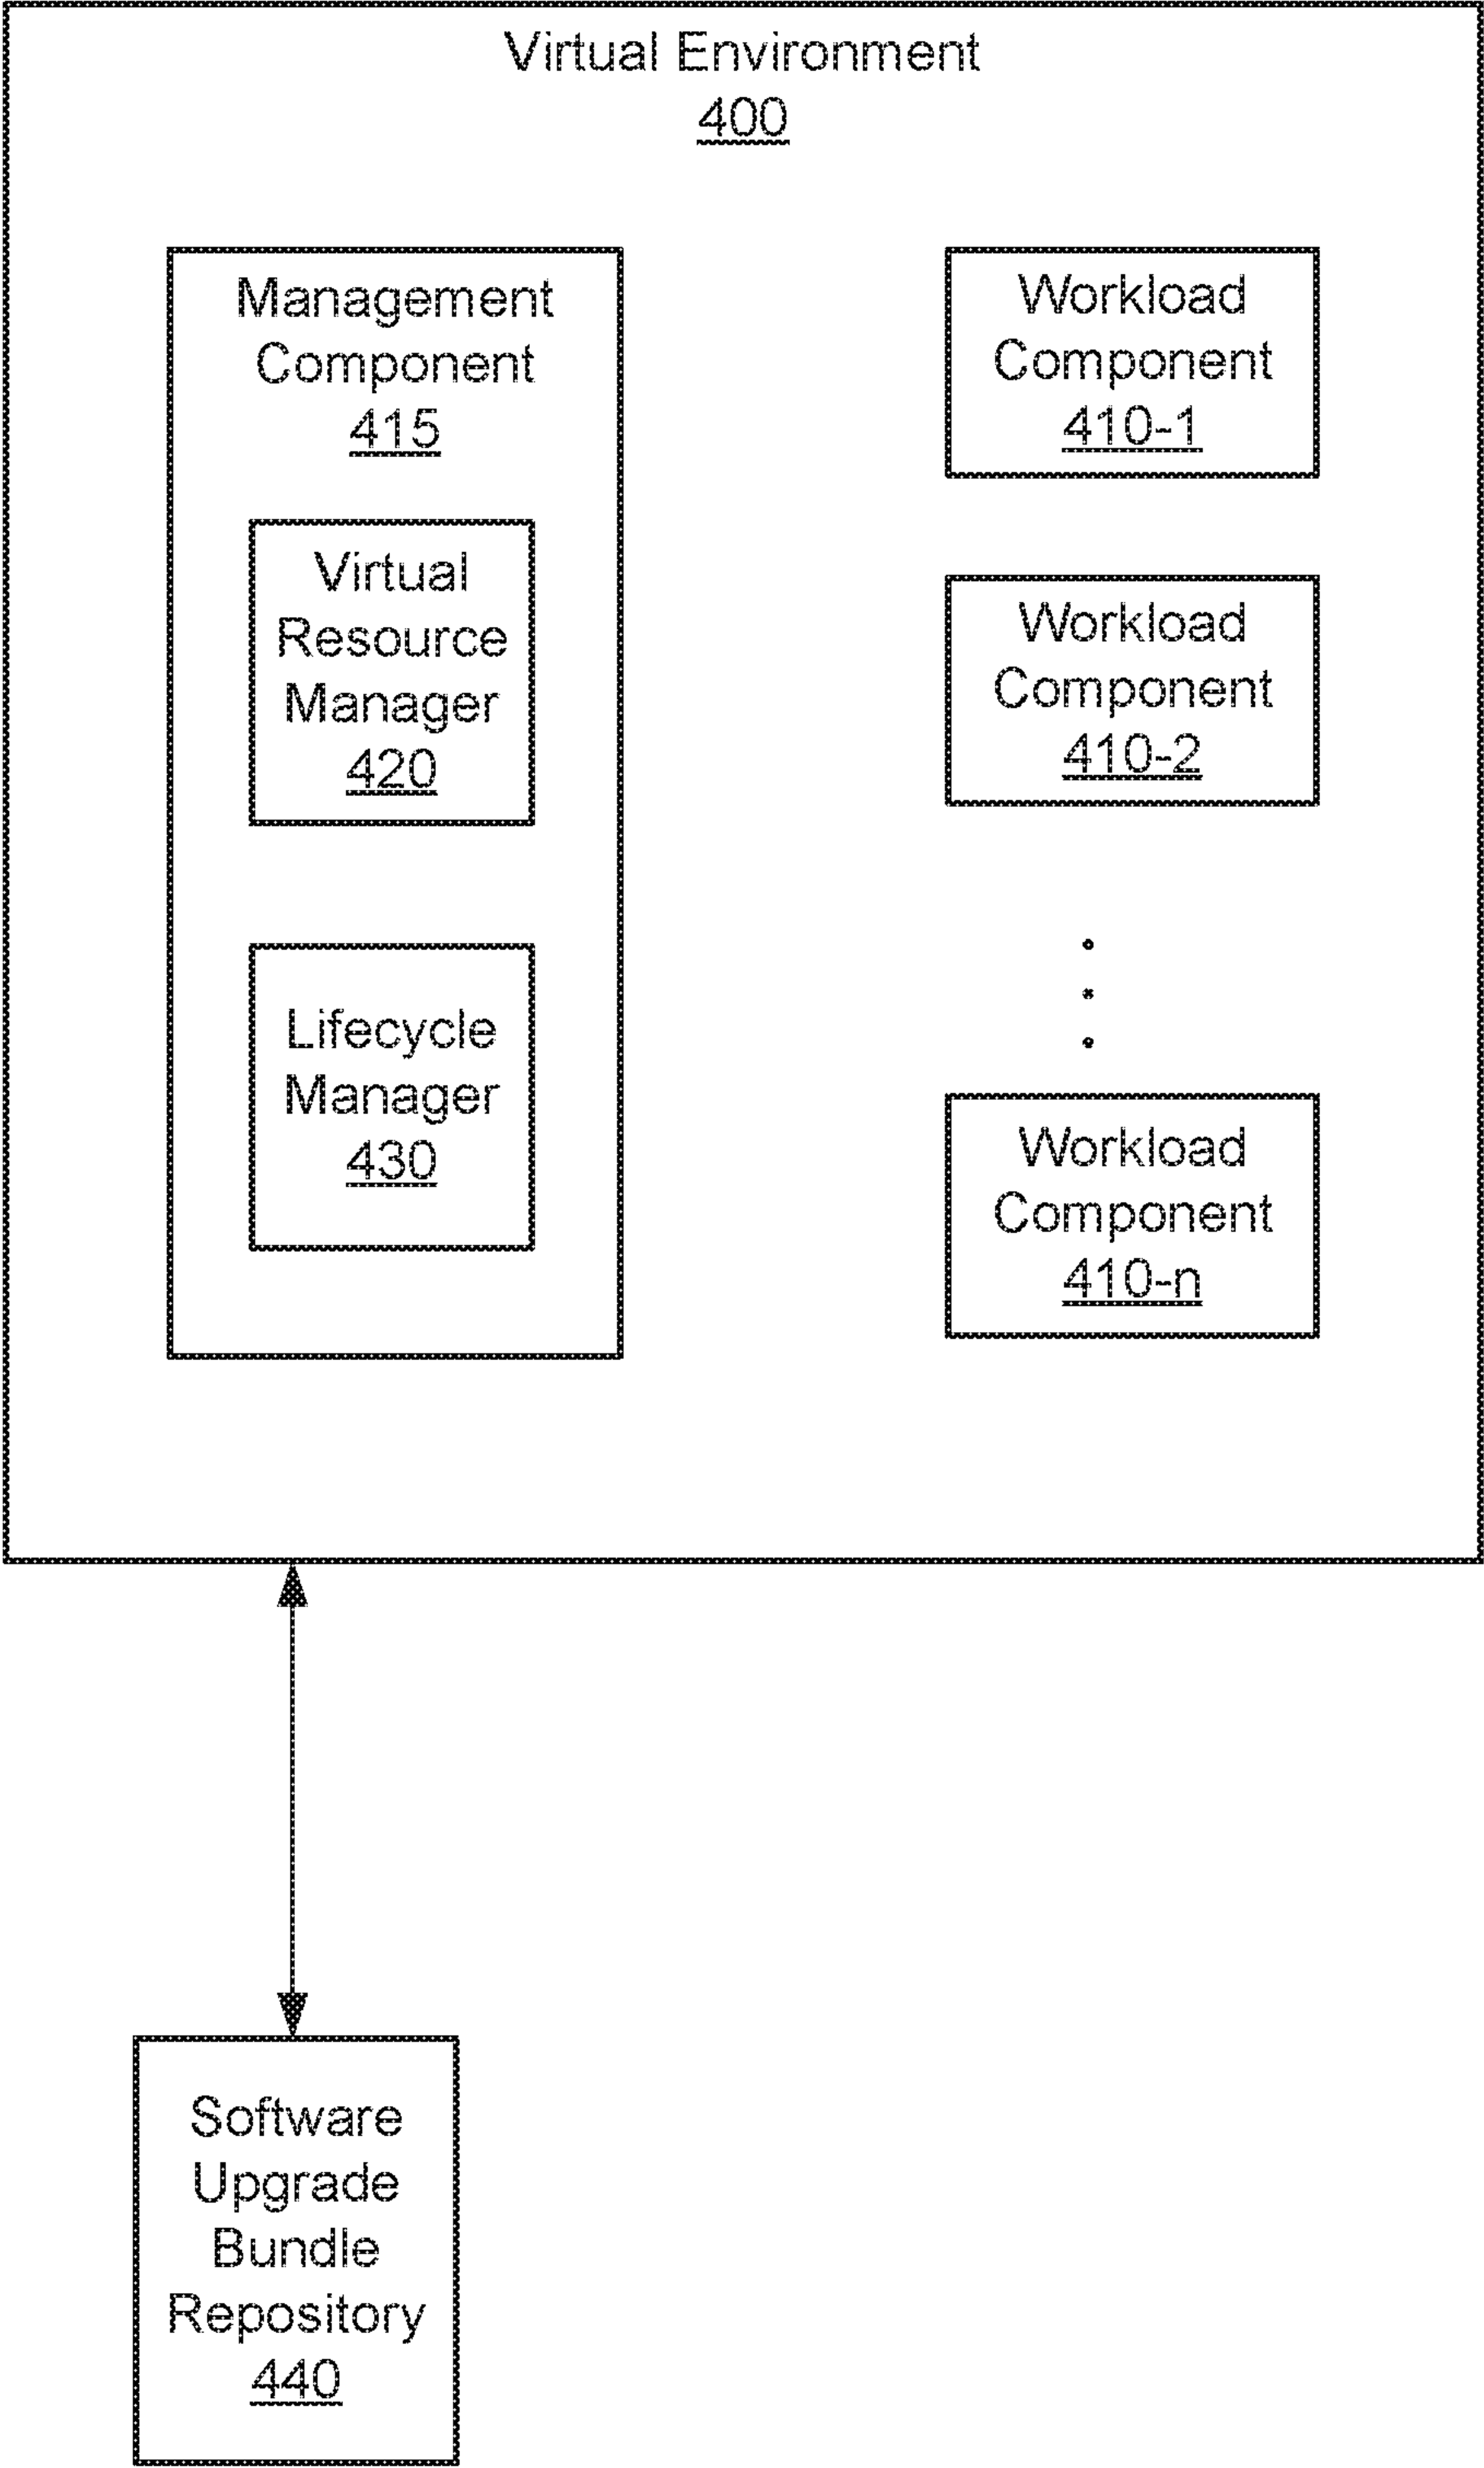 Virtual Environment
400
Management
Component
415
Virtual
Resource
Manager
420
Lifecycle
Manager
430
Workload
Component
410-1
Workload
Component
410-2
Workload
Component
410-n
Software
Upgrade
Bundle
Repository
440